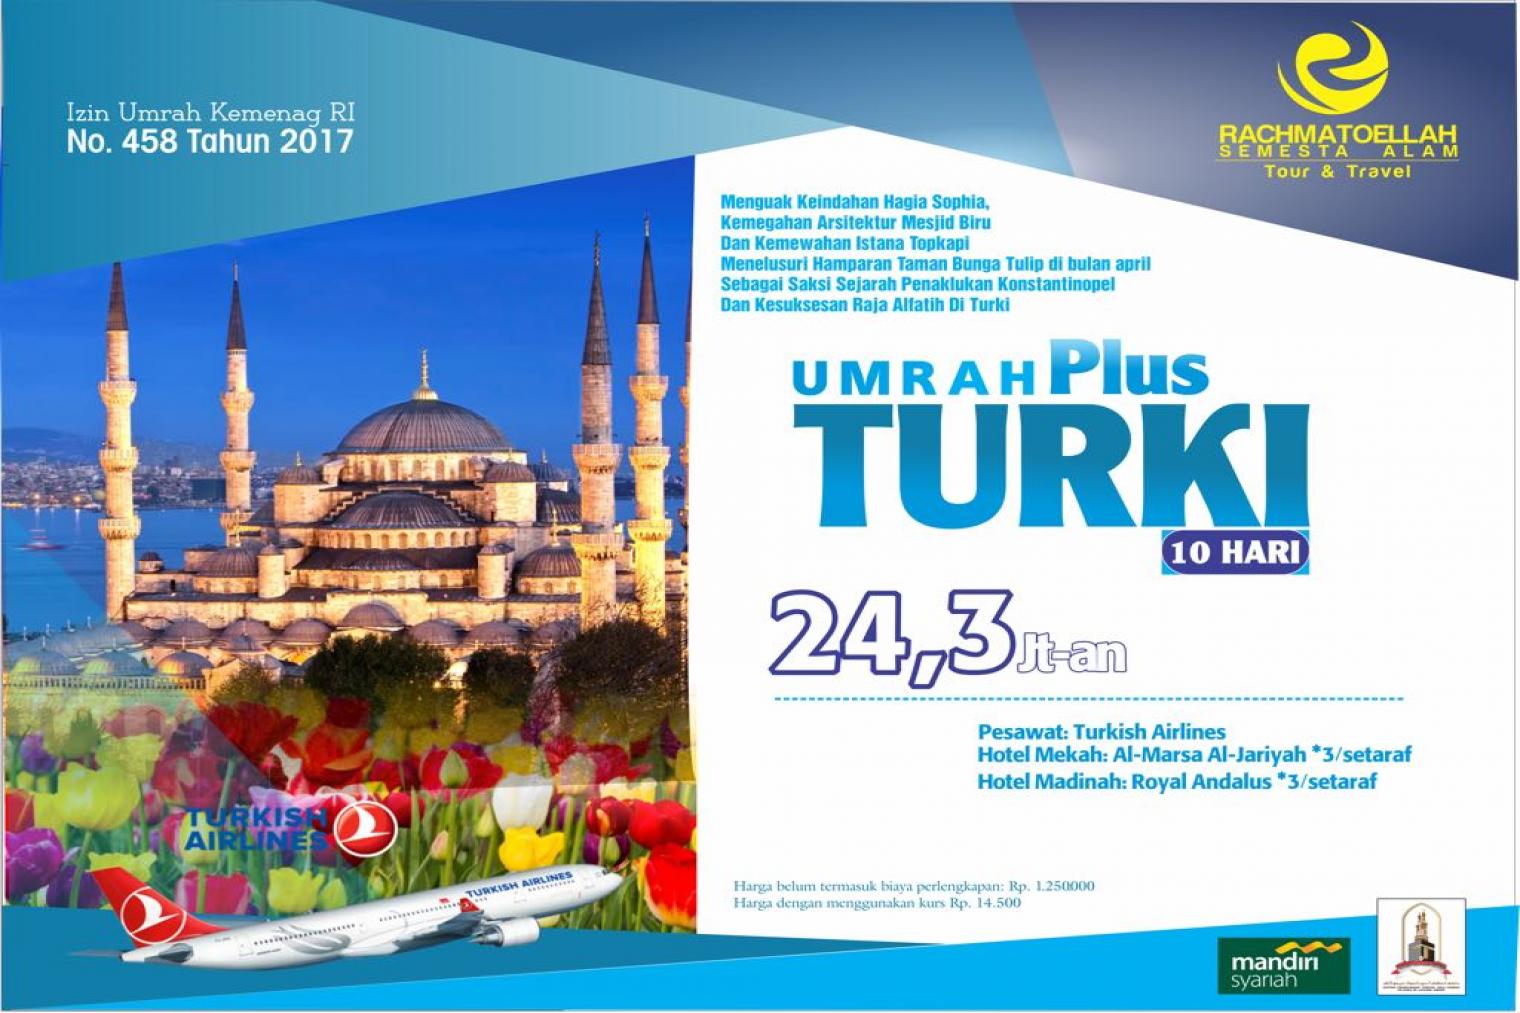 Izin Umrah Kemenag RI
No. 458 Tahun 2017
RACHMATOELLAH
SEMESTA ALAM
Tour & Travel
Menguak Keindahan Hagia Sophia,
Kemegahan Arsitektur Mesjid Biru
Dan Kemewahan Istana Topkapi
Menelusuri Hamparan Taman Bunga Tulip di bulan april
Sebagai Saksi Sejarah Penaklukan Konstantinopel
Dan Kesuksesan Raja Alfatih Di Turki
UMRAH Plus
TURKI
10 HARI
24,3 Jt-an
Pesawat: Turkish Airlines
Hotel Mekah: Al-Marsa Al-Jariyah *3/setaraf
Hotel Madinah: Royal Andalus *3/setaraf
TURKISH
AIRLINES
TURKISH AIRLINES
Harga belum termasuk biaya perlengkapan: Rp. 1.250.000
Harga dengan menggunakan kurs Rp. 14.500
mandiri
syariah